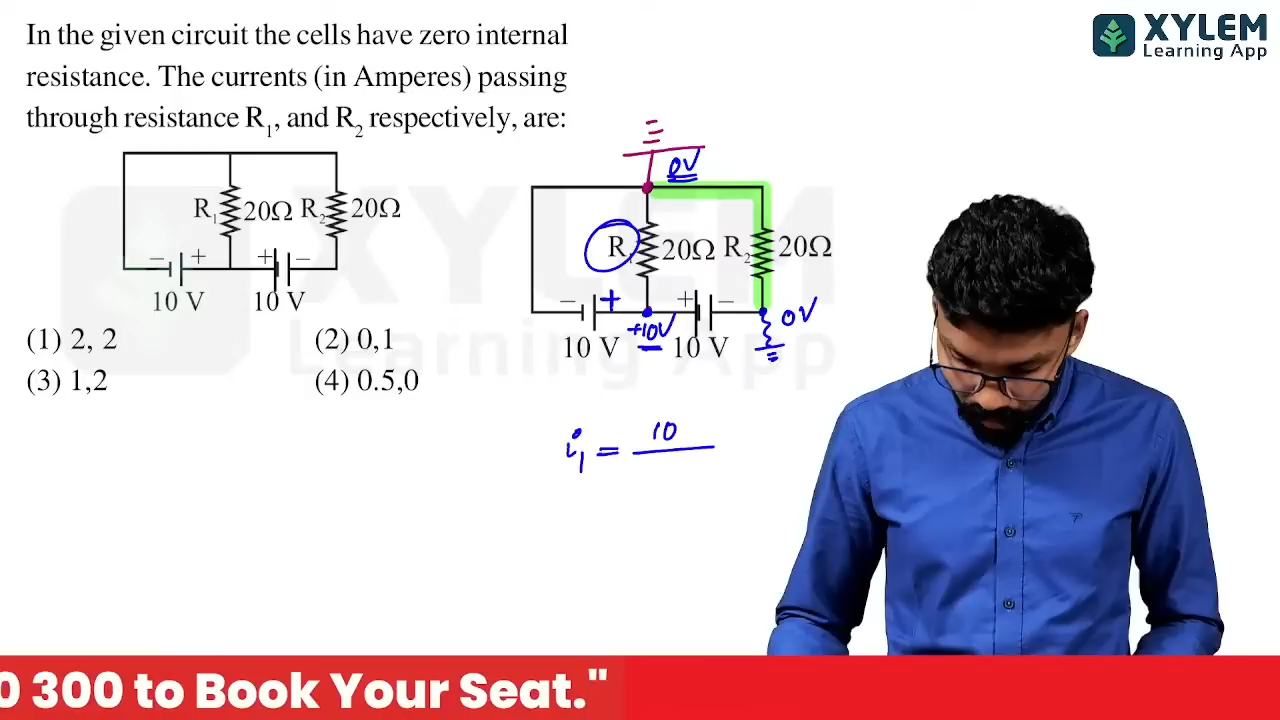 In the given circuit the cells have zero internal
resistance. The currents (in Amperes) passing
through resistance R₁, and R₂ respectively, are:
XYLEM
Learning App
R₁ 20Ω R₂ 20Ω
− + + −
10 V 10 V
(1) 2, 2 (2) 0,1
(3) 1,2 (4) 0.5,0
0V
R₁ 20Ω R₂ 20Ω
− + + − 0V
+10V
10 V 10 V
i₁ = 10
XYLEM
Learning App
0 300 to Book Your Seat."